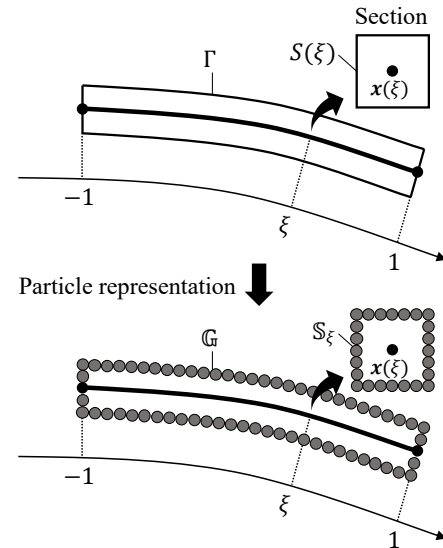 Section
Γ
S(ξ)
𝒙(ξ)
−1
ξ
1
Particle representation
𝔾
𝕊ξ
𝒙(ξ)
−1
ξ
1